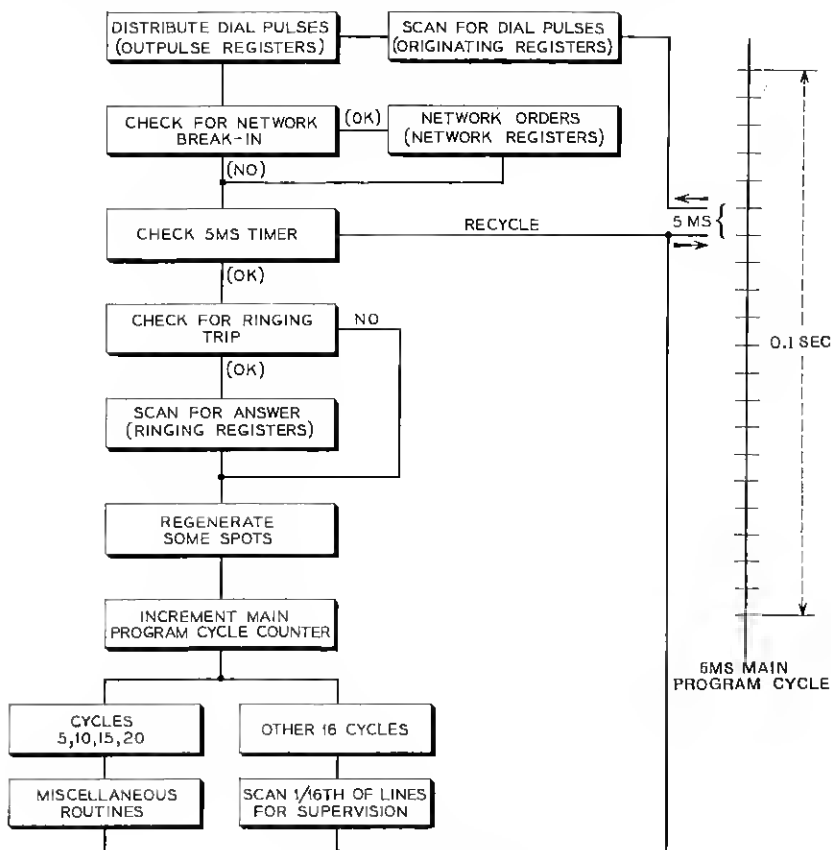 DISTRIBUTE DIAL PULSES
(OUTPULSE REGISTERS)
SCAN FOR DIAL PULSES
(ORIGINATING REGISTERS)
CHECK FOR NETWORK
BREAK-IN
(OK)
NETWORK ORDERS
(NETWORK REGISTERS)
(NO)
CHECK 5MS TIMER
RECYCLE
5 MS
(OK)
CHECK FOR RINGING
TRIP
NO
0.1 SEC
(OK)
SCAN FOR ANSWER
(RINGING REGISTERS)
REGENERATE
SOME SPOTS
INCREMENT MAIN
PROGRAM CYCLE COUNTER
5MS MAIN
PROGRAM CYCLE
CYCLES
5,10,15,20
OTHER 16 CYCLES
MISCELLANEOUS
ROUTINES
SCAN 1/16TH OF LINES
FOR SUPERVISION